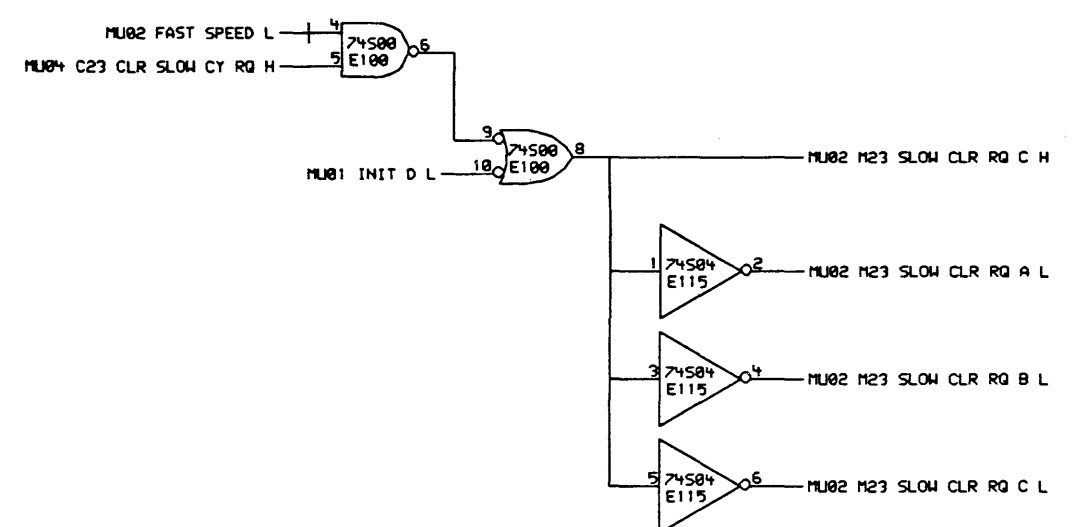 MU02 FAST SPEED L
4
74S00
E100
6
MU04 C23 CLR SLOW CY RQ H
5
9
74S00
E100
8
MU02 M23 SLOW CLR RQ C H
MU01 INIT D L
10
1
74S04
E115
2
MU02 M23 SLOW CLR RQ A L
3
74S04
E115
4
MU02 M23 SLOW CLR RQ B L
5
74S04
E115
6
MU02 M23 SLOW CLR RQ C L